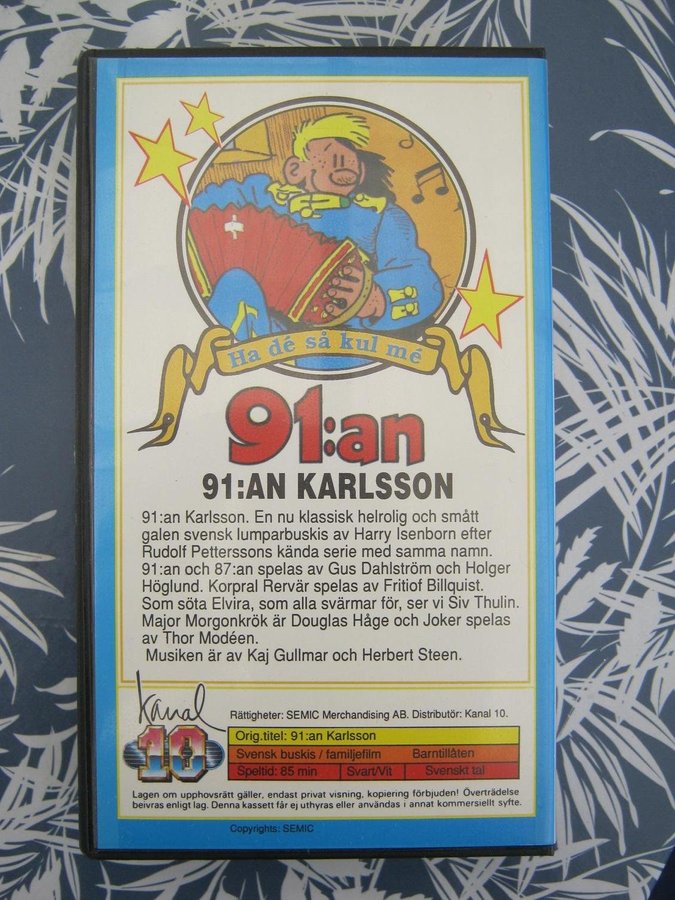 Ha dé så kul mé
91:an
91:AN KARLSSON
91:an Karlsson. En nu klassisk helrolig och smått
galen svensk lumparbuskis av Harry Isenborn efter
Rudolf Petterssons kända serie med samma namn.
91:an och 87:an spelas av Gus Dahlström och Holger
Höglund. Korpral Rervär spelas av Fritiof Billquist.
Som söta Elvira, som alla svärmar för, ser vi Siv Thulin.
Major Morgonkrök är Douglas Håge och Joker spelas
av Thor Modéen.
Musiken är av Kaj Gullmar och Herbert Steen.
Kanal
10
Rättigheter: SEMIC Merchandising AB. Distributör: Kanal 10.
Orig.titel: 91:an Karlsson
Svensk buskis / familjefilm Barntillåten
Speltid: 85 min Svart/Vit Svenskt tal
Lagen om upphovsrätt gäller, endast privat visning, kopiering förbjuden! Överträdelse
beivras enligt lag. Denna kassett får ej uthyras eller användas i annat kommersiellt syfte.
Copyrights: SEMIC